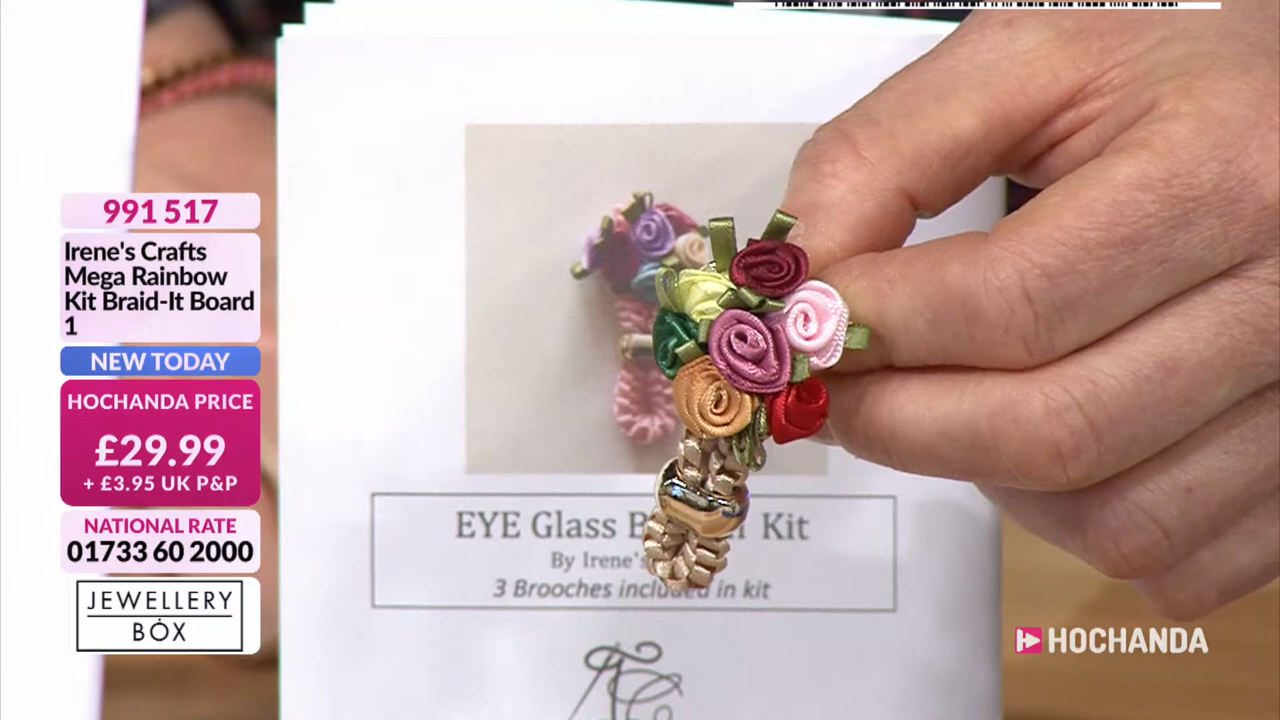 991 517
Irene's Crafts
Mega Rainbow
Kit Braid-It Board
1
NEW TODAY
HOCHANDA PRICE
£29.99
+ £3.95 UK P&P
NATIONAL RATE
01733 60 2000
JEWELLERY
BOX
EYE Glass Kit
By Irene's
3 Brooches included in kit
HOCHANDA